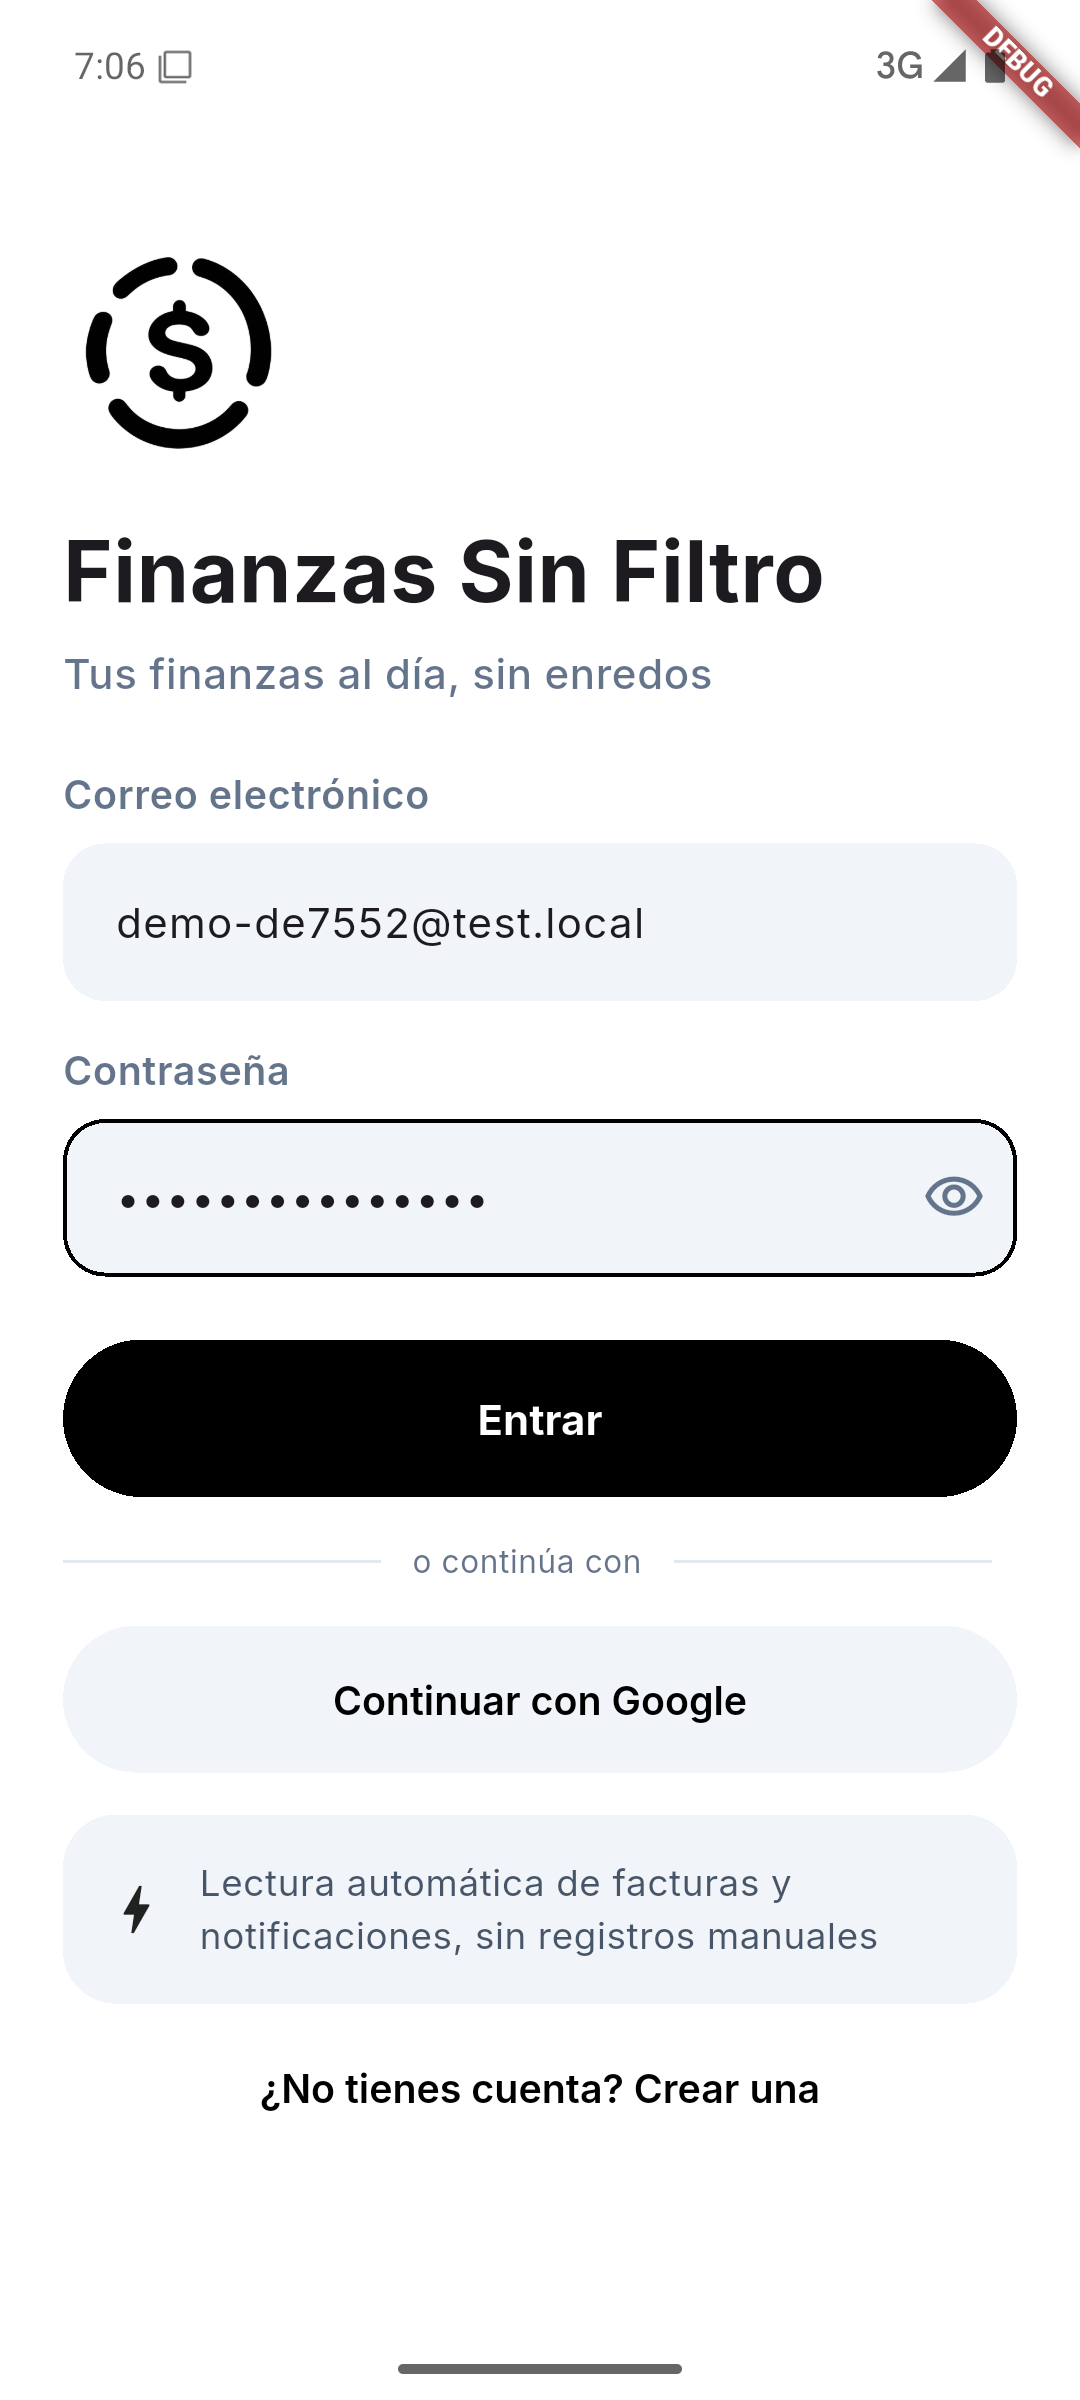 7:06
3G
DEBUG
$
Finanzas Sin Filtro
Tus finanzas al día, sin enredos
Correo electrónico
demo-de7552@test.local
Contraseña
•••••••••••••••
Entrar
o continúa con
Continuar con Google
Lectura automática de facturas y
notificaciones, sin registros manuales
¿No tienes cuenta? Crear una